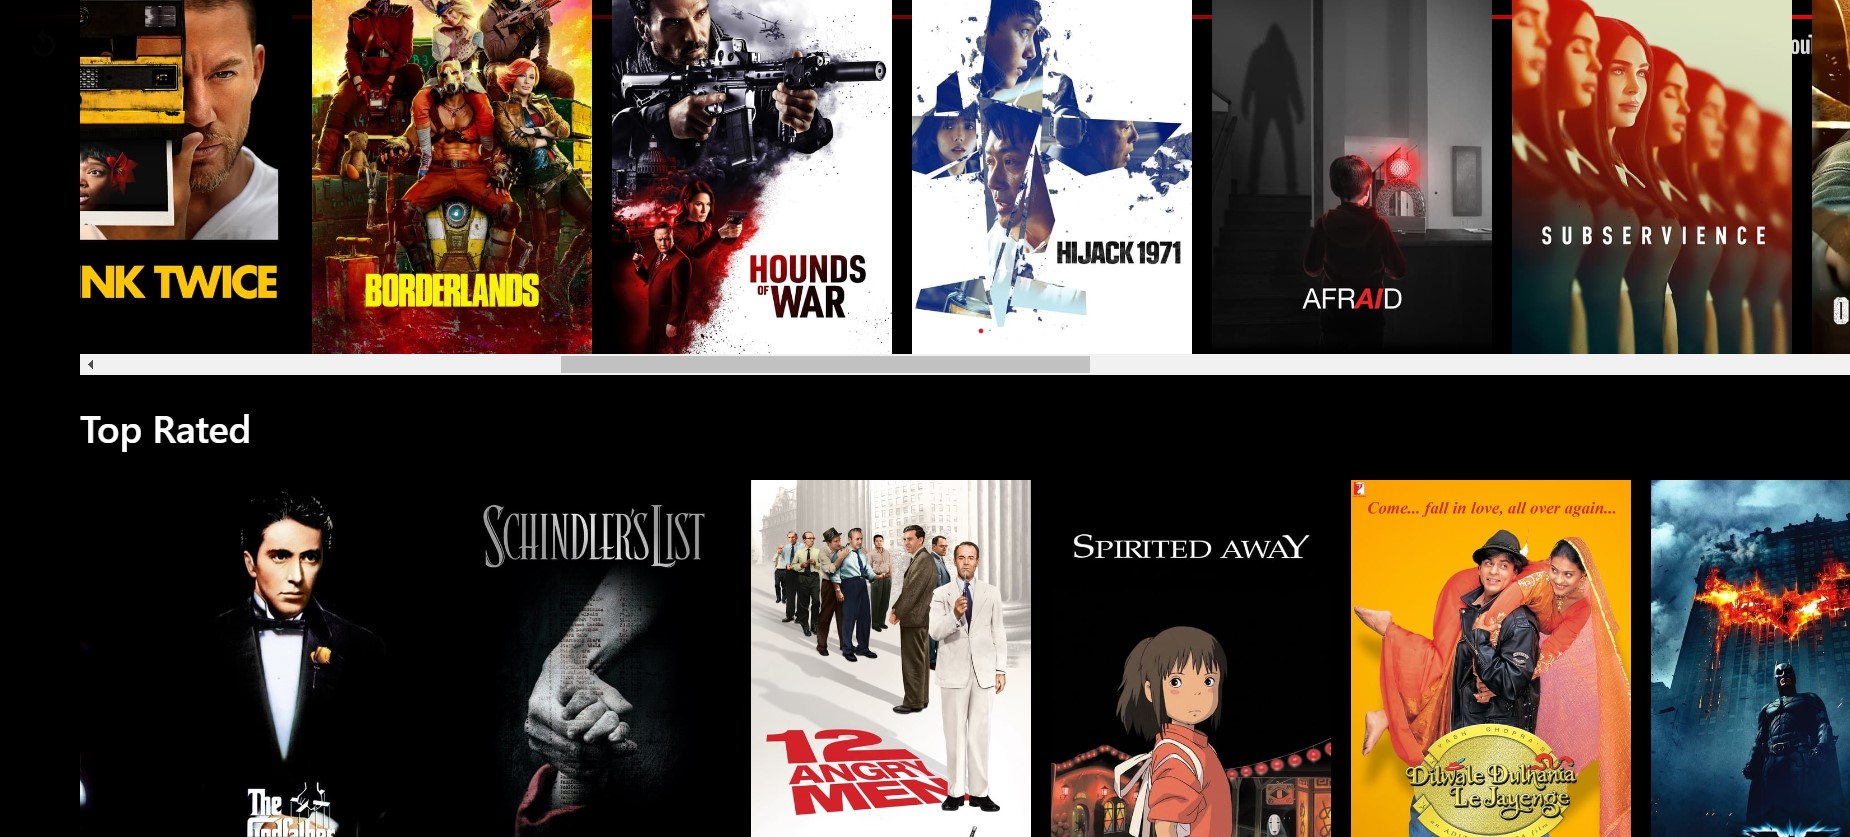 ou
NK TWICE
BORDERLANDS
HOUNDS
OF WAR
HIJACK 1971
AFRAID
SUBSERVIENCE
Top Rated
The
Godfather
SCHINDLER'S LIST
12
ANGRY
MEN
SPIRITED AWAY
Come... fall in love, all over again...
YASH CHOPRA'S
Dilwale Dulhania
Le Jayenge